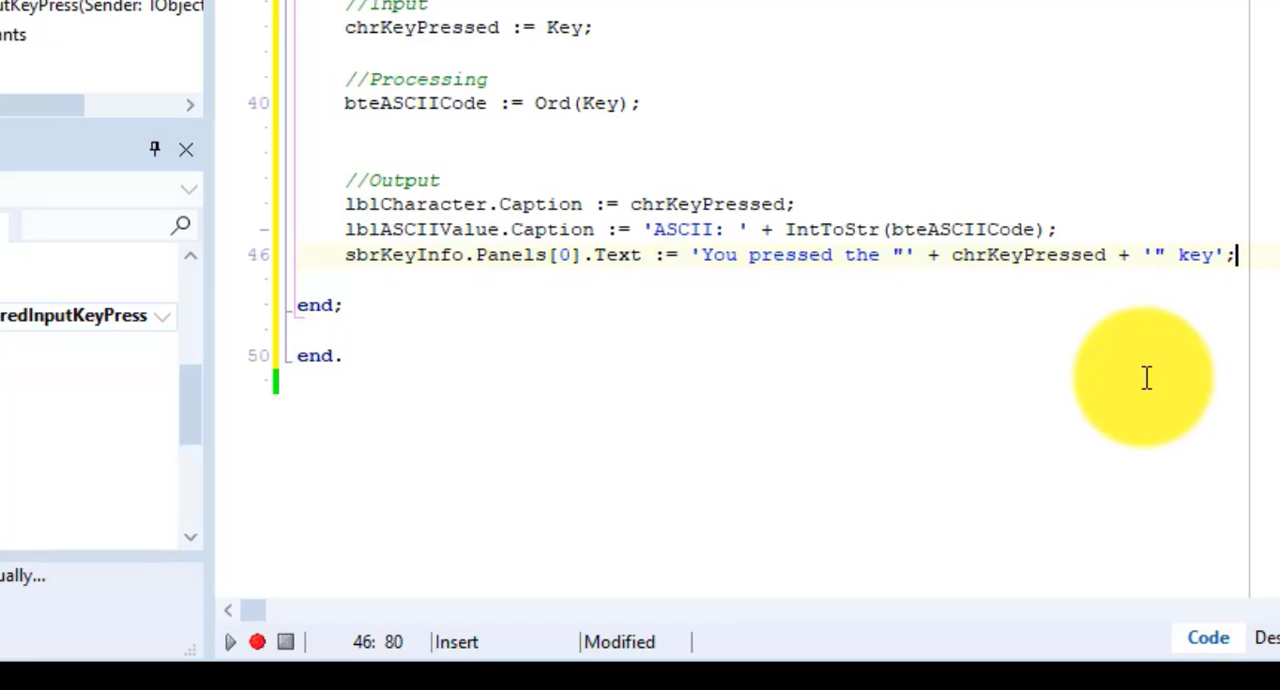 utKeyPress(Sender: TObject
//Input
chrKeyPressed := Key;
ants
//Processing
40 bteASCIICode := Ord(Key);
//Output
lblCharacter.Caption := chrKeyPressed;
lblASCIIValue.Caption := 'ASCII: ' + IntToStr(bteASCIICode);
46 sbrKeyInfo.Panels[0].Text := 'You pressed the "' + chrKeyPressed + '" key';
redInputKeyPress
end;
50 end.
ually...
46: 80 Insert Modified Code Des